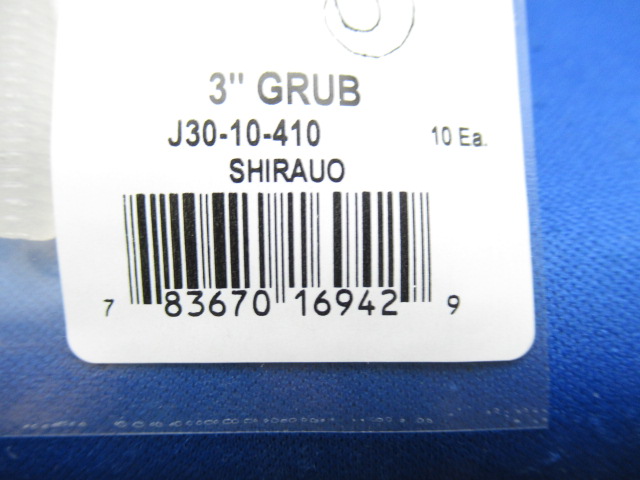 3" GRUB
J30-10-410 10 Ea.
SHIRAUO
7 83670 16942 9